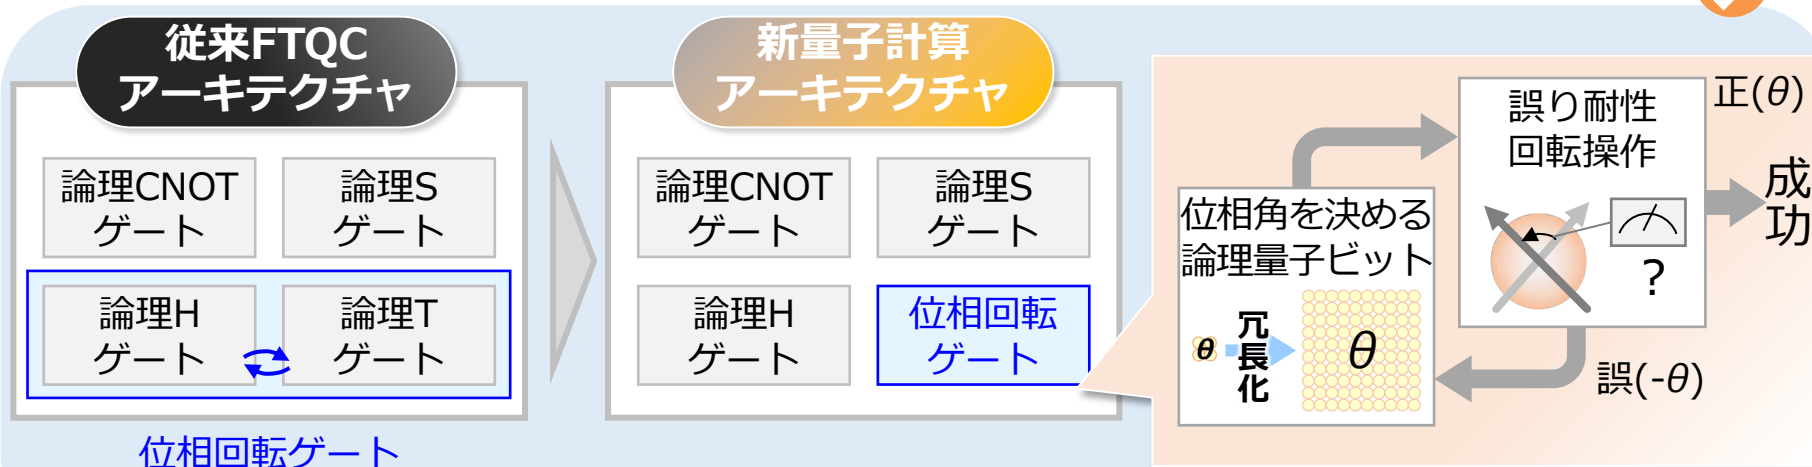 従来FTQC
アーキテクチャ
論理CNOT
ゲート
論理S
ゲート
論理H
ゲート
論理T
ゲート
位相回転ゲート
新量子計算
アーキテクチャ
論理CNOT
ゲート
論理S
ゲート
論理H
ゲート
位相回転
ゲート
位相角を決める
論理量子ビット
θ
冗長化
θ
誤り耐性
回転操作
?
正(θ)
成功
誤(-θ)